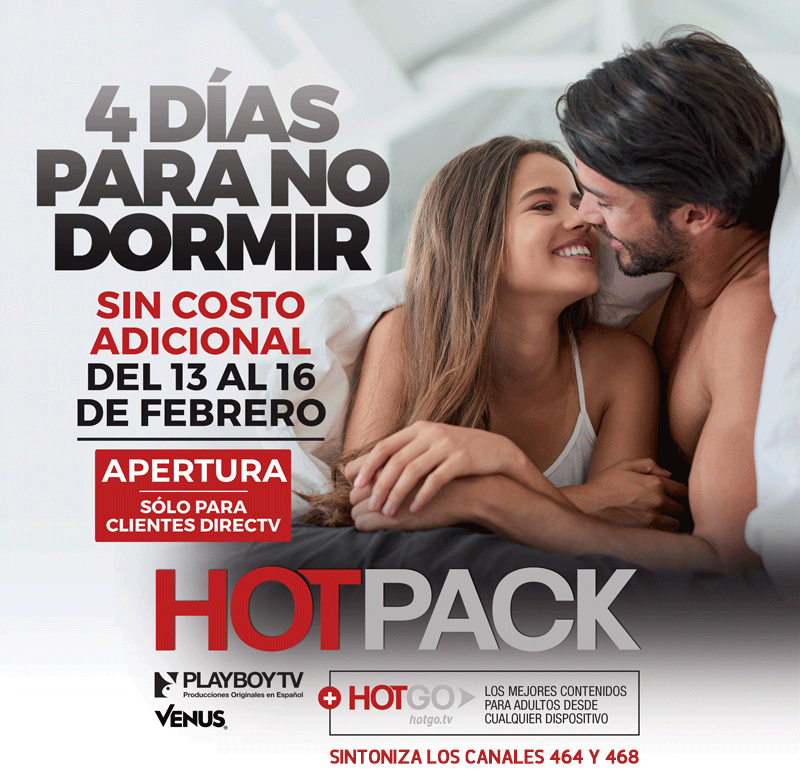 4 DÍAS
PARA NO
DORMIR
SIN COSTO
ADICIONAL
DEL 13 AL 16
DE FEBRERO
APERTURA
SÓLO PARA
CLIENTES DIRECTV
HOTPACK
PLAYBOYTV
Producciones Originales en Español
VENUS®
+ HOTGO
hotgo.tv
LOS MEJORES CONTENIDOS
PARA ADULTOS DESDE
CUALQUIER DISPOSITIVO
SINTONIZA LOS CANALES 464 Y 468